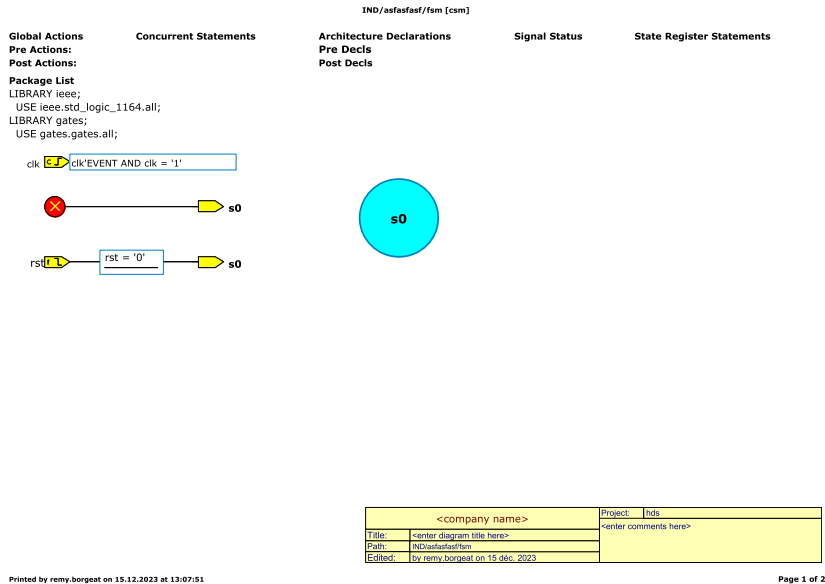 IND/asfasfasf/fsm [csm]
Global Actions Concurrent Statements Architecture Declarations Signal Status State Register Statements
Pre Actions: Pre Decls
Post Actions: Post Decls
Package List
LIBRARY ieee;
USE ieee.std_logic_1164.all;
LIBRARY gates;
USE gates.gates.all;
clk c clk'EVENT AND clk = '1'
s0
s0
rst r rst = '0' s0
<company name>
Project: hds
<enter comments here>
Title: <enter diagram title here>
Path: IND/asfasfasf/fsm
Edited: by remy.borgeat on 15 déc. 2023
Printed by remy.borgeat on 15.12.2023 at 13:07:51 Page 1 of 2